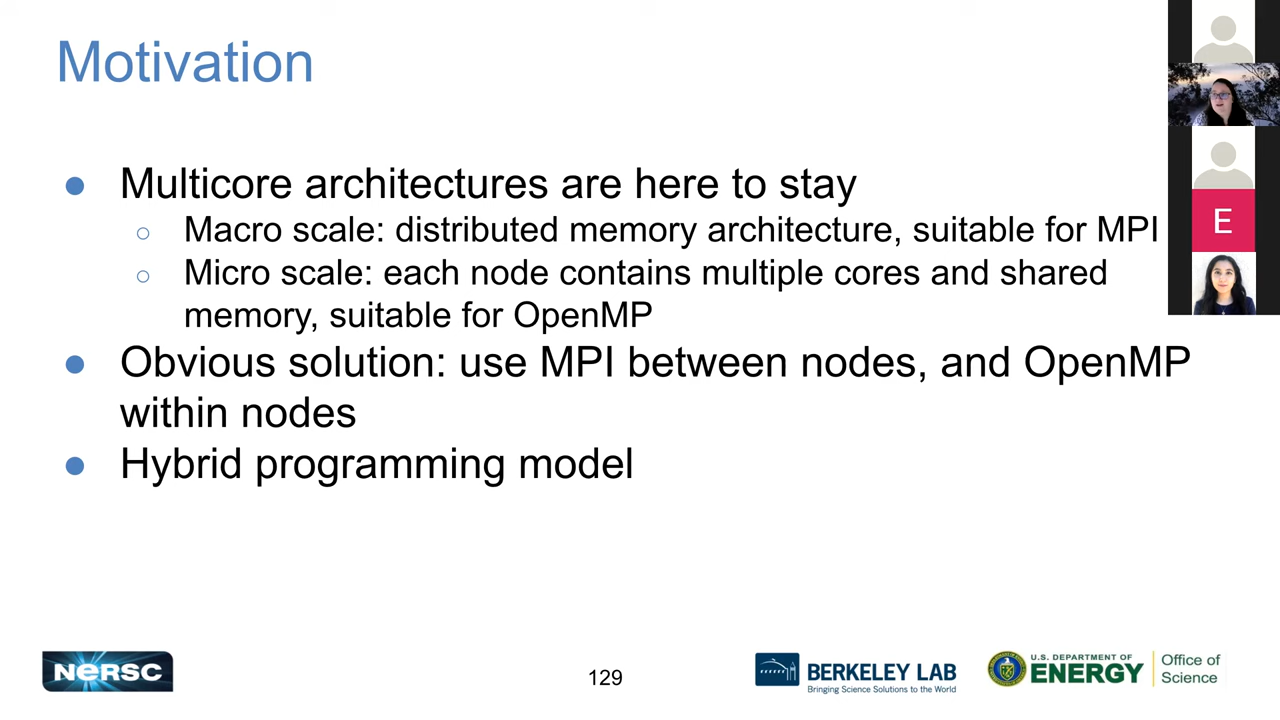 Motivation
● Multicore architectures are here to stay
○ Macro scale: distributed memory architecture, suitable for MPI
○ Micro scale: each node contains multiple cores and shared
memory, suitable for OpenMP
● Obvious solution: use MPI between nodes, and OpenMP
within nodes
● Hybrid programming model
E
NERSC
129
BERKELEY LAB
Bringing Science Solutions to the World
U.S. DEPARTMENT OF
ENERGY
Office of
Science